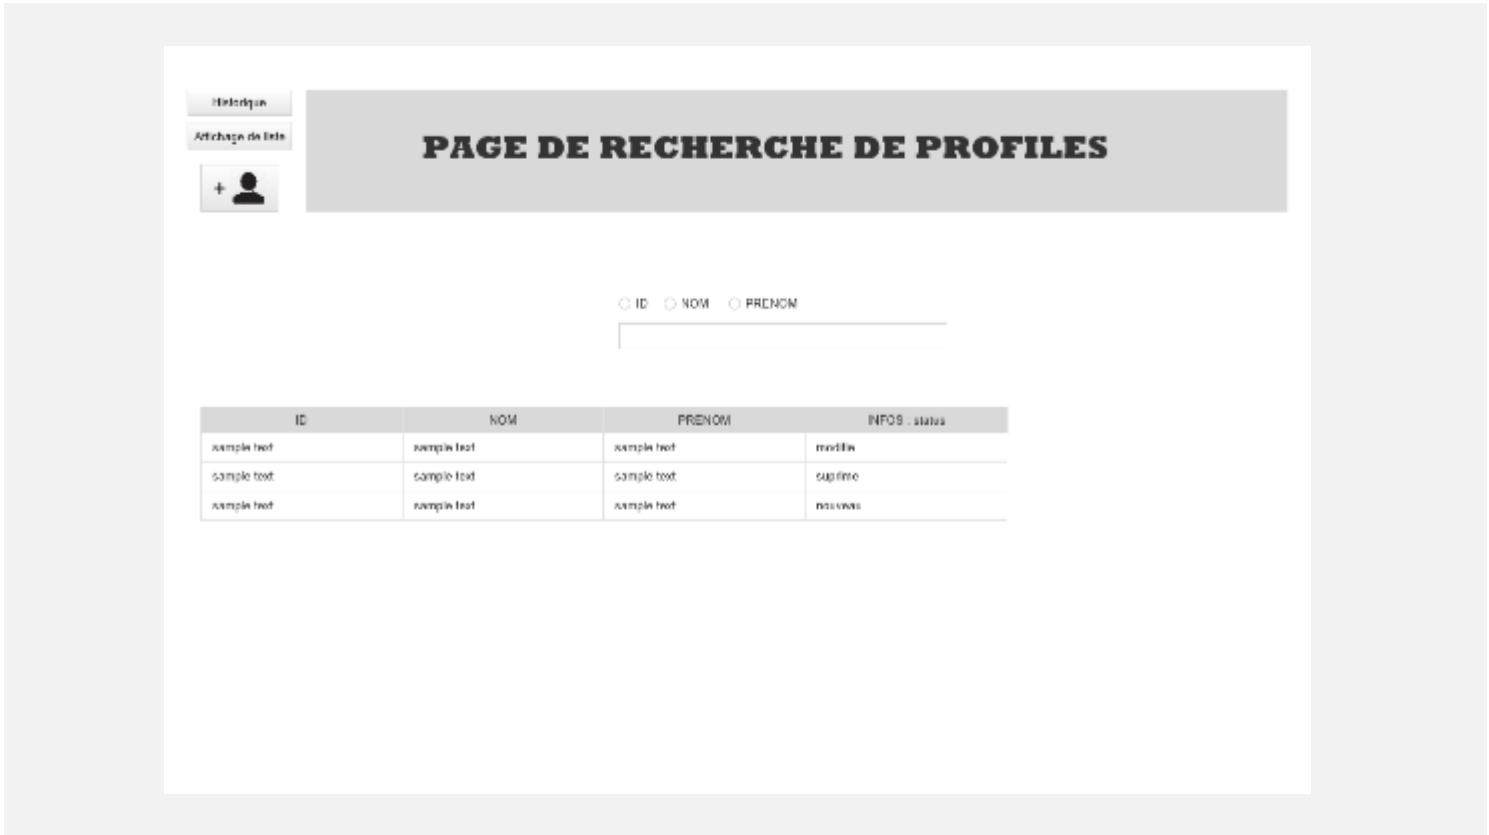 Historique
Affichage de liste
+
PAGE DE RECHERCHE DE PROFILES
ID NOM PRENOM
ID NOM PRENOM INFOS : status
sample text sample text sample text modifie
sample text sample text sample text suprime
sample text sample text sample text nouveau